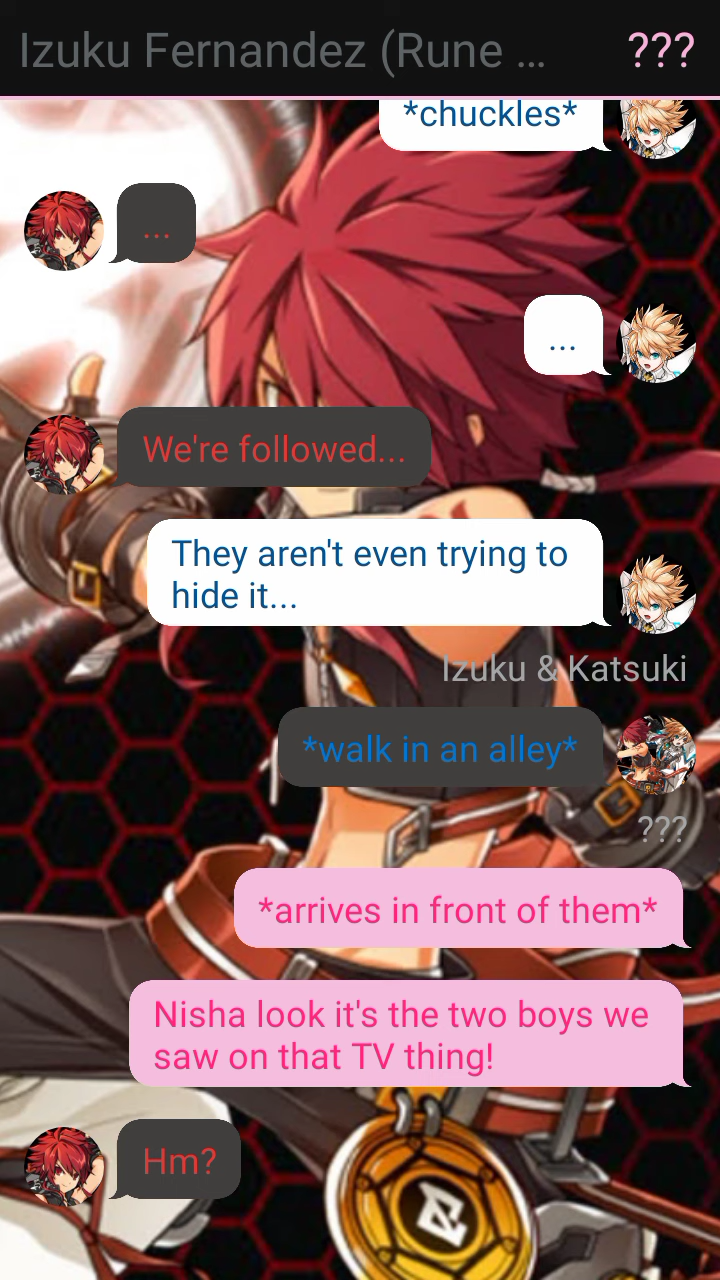 Izuku Fernandez (Rune ...
???
*chuckles*
...
...
We're followed...
They aren't even trying to
hide it...
Izuku & Katsuki
*walk in an alley*
???
*arrives in front of them*
Nisha look it's the two boys we
saw on that TV thing!
Hm?